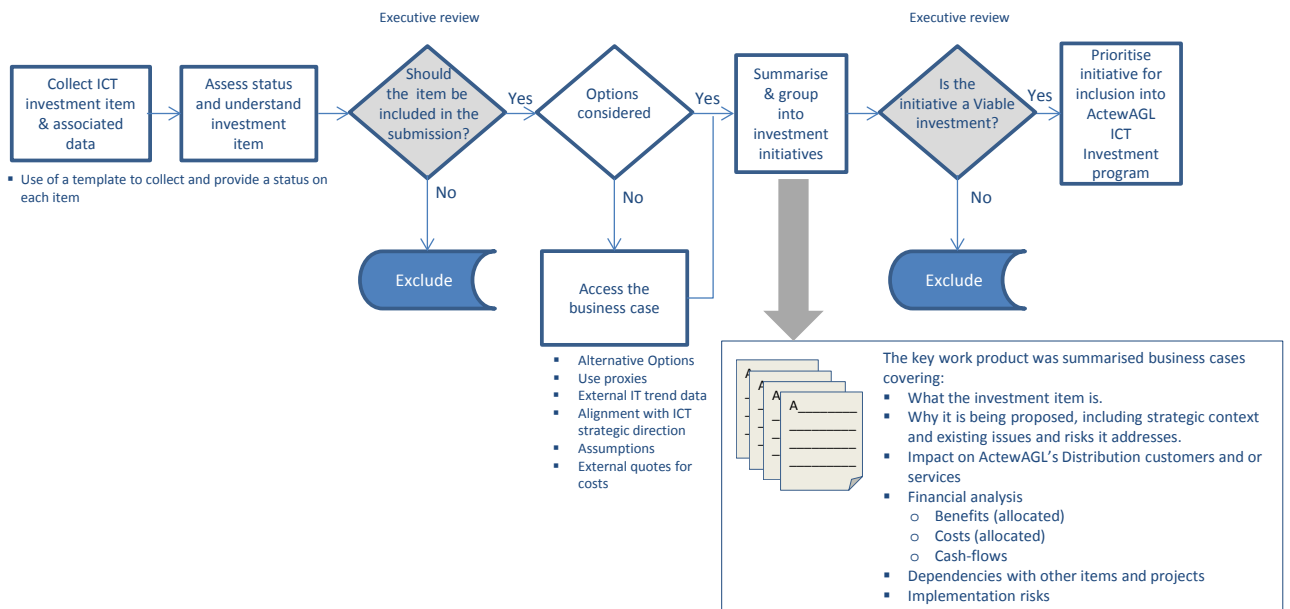 Executive review
Executive review
Collect ICT
investment item
& associated
data
Assess status
and understand
investment
item
Should
the item be
included in the
submission?
Yes
Options
considered
Yes
Summarise
& group
into
investment
initiatives
Is the
initiative a Viable
investment?
Yes
Prioritise
initiative for
inclusion into
ActewAGL
ICT
Investment
program
▪ Use of a template to collect and provide a status on
each item
No
No
No
Exclude
Access the
business case
Exclude
▪ Alternative Options
▪ Use proxies
▪ External IT trend data
▪ Alignment with ICT
strategic direction
▪ Assumptions
▪ External quotes for
costs
A
A
A
A________
The key work product was summarised business cases
covering:
▪ What the investment item is.
▪ Why it is being proposed, including strategic context
and existing issues and risks it addresses.
▪ Impact on ActewAGL's Distribution customers and or
services
▪ Financial analysis
o Benefits (allocated)
o Costs (allocated)
o Cash-flows
▪ Dependencies with other items and projects
▪ Implementation risks